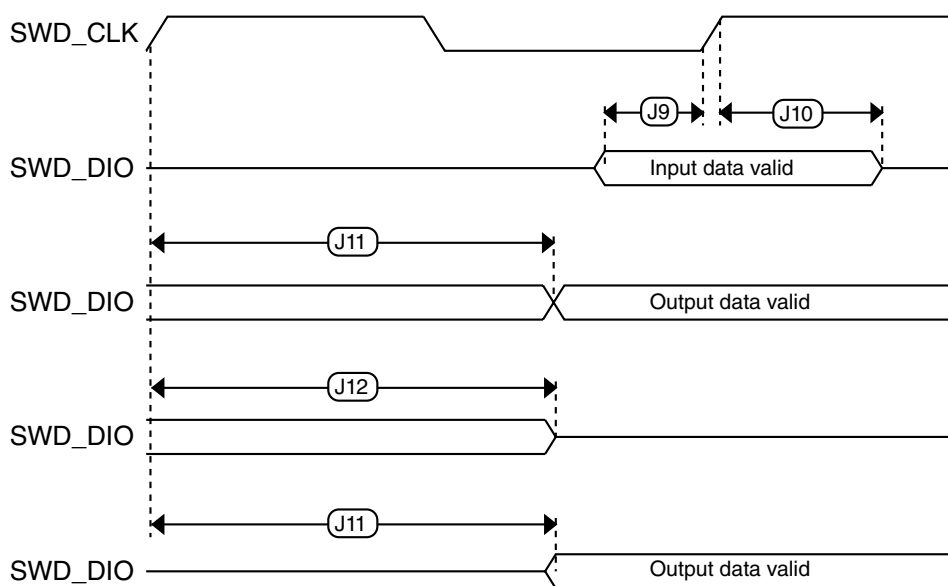 SWD_CLK
J9
J10
SWD_DIO
Input data valid
J11
SWD_DIO
Output data valid
J12
SWD_DIO
J11
SWD_DIO
Output data valid